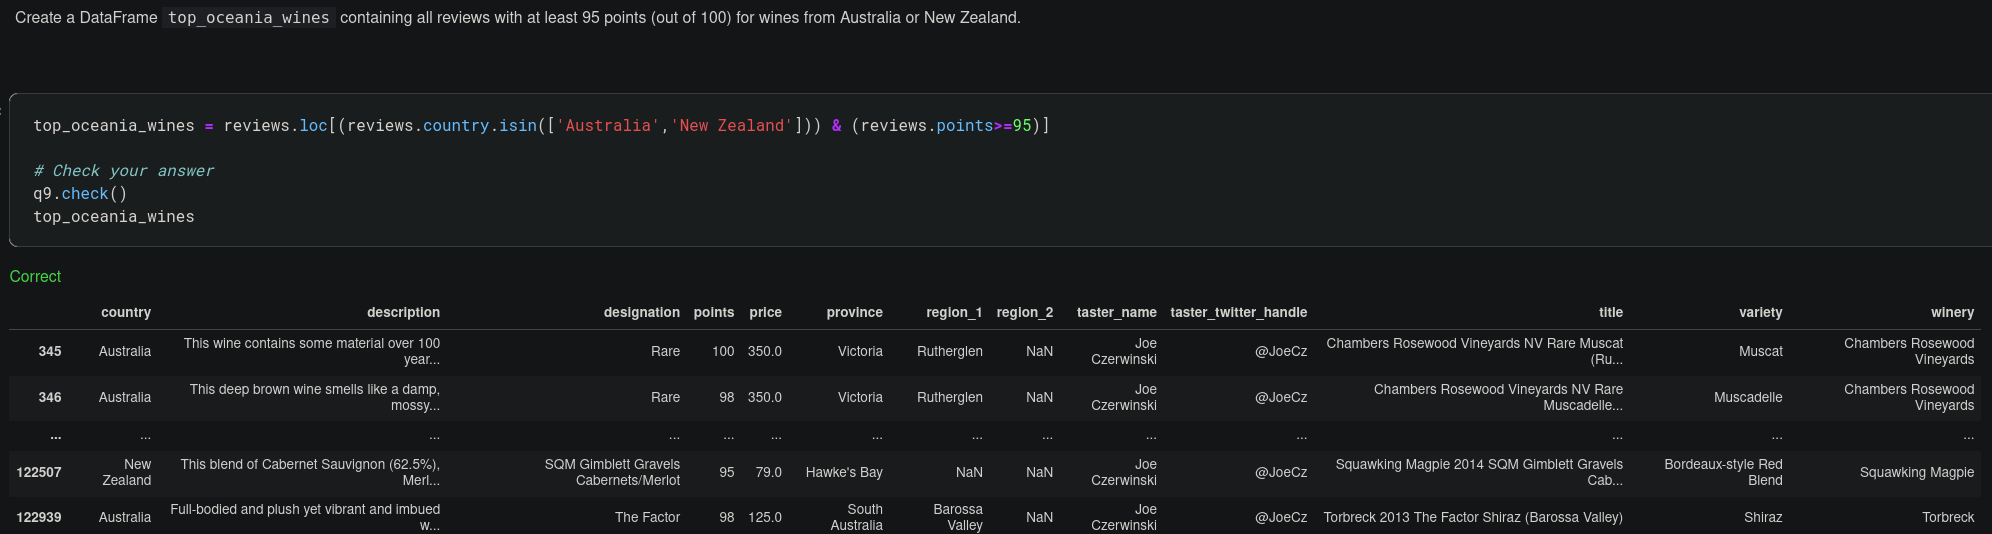 Create a DataFrame top_oceania_wines containing all reviews with at least 95 points (out of 100) for wines from Australia or New Zealand.
top_oceania_wines = reviews.loc[(reviews.country.isin(['Australia','New Zealand'])) & (reviews.points>=95)]
# Check your answer
q9.check()
top_oceania_wines
Correct
country description designation points price province region_1 region_2 taster_name taster_twitter_handle title variety winery
345 Australia This wine contains some material over 100 year... Rare 100 350.0 Victoria Rutherglen NaN Joe Czerwinski @JoeCz Chambers Rosewood Vineyards NV Rare Muscat (Ru... Muscat Chambers Rosewood Vineyards
346 Australia This deep brown wine smells like a damp, mossy... Rare 98 350.0 Victoria Rutherglen NaN Joe Czerwinski @JoeCz Chambers Rosewood Vineyards NV Rare Muscadelle... Muscadelle Chambers Rosewood Vineyards
... ... ... ... ... ... ... ... ... ... ... ... ... ...
122507 New Zealand This blend of Cabernet Sauvignon (62.5%), Merl... SQM Gimblett Gravels Cabernets/Merlot 95 79.0 Hawke's Bay NaN NaN Joe Czerwinski @JoeCz Squawking Magpie 2014 SQM Gimblett Gravels Cab... Bordeaux-style Red Blend Squawking Magpie
122939 Australia Full-bodied and plush yet vibrant and imbued w... The Factor 98 125.0 South Australia Barossa Valley NaN Joe Czerwinski @JoeCz Torbreck 2013 The Factor Shiraz (Barossa Valley) Shiraz Torbreck